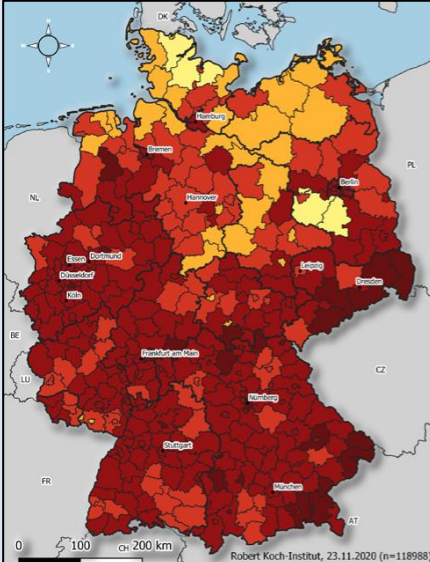 DK
Hamburg
Bremen
PL
Berlin
NL
Hannover
Essen
Dortmund
Leipzig
Düsseldorf
Dresden
Köln
BE
Frankfurt am Main
LU
CZ
Nürnberg
Stuttgart
FR
München
AT
0 100 200 km
CH
Robert Koch-Institut, 23.11.2020 (n=118988)